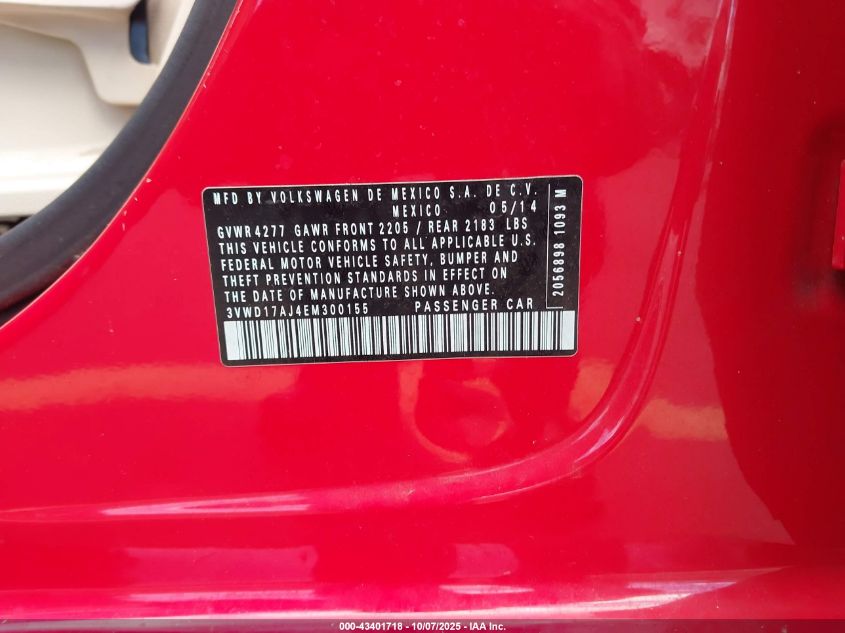 MFD BY VOLKSWAGEN DE MEXICO S.A. DE C.V.
MEXICO 05/14
GVWR 4277 GAWR FRONT 2205 / REAR 2183 LBS
THIS VEHICLE CONFORMS TO ALL APPLICABLE U.S.
FEDERAL MOTOR VEHICLE SAFETY, BUMPER AND
THEFT PREVENTION STANDARDS IN EFFECT ON
THE DATE OF MANUFACTURE SHOWN ABOVE.
3VWD17AJ4EM300155 PASSENGER CAR
2056898 1093 M
000-43401718 - 10/07/2025 - IAA Inc.